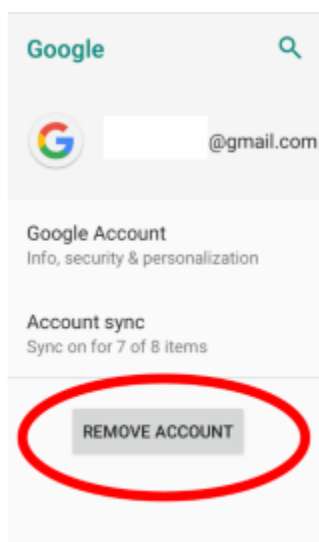 Google
@gmail.com
Google Account
Info, security & personalization
Account sync
Sync on for 7 of 8 items
REMOVE ACCOUNT